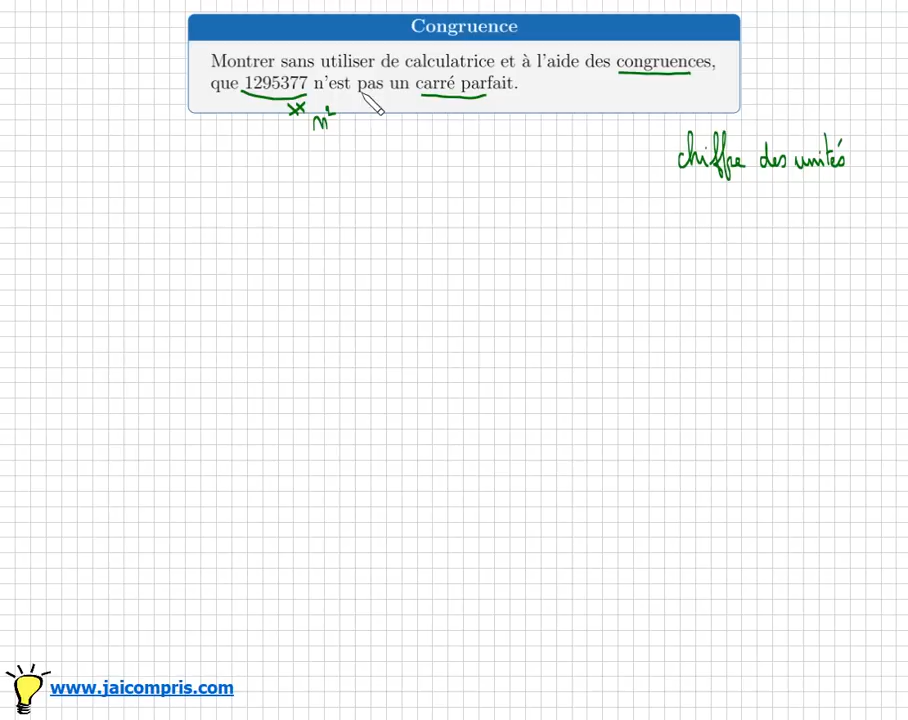 Congruence
Montrer sans utiliser de calculatrice et à l'aide des congruences,
que 1295377 n'est pas un carré parfait.
n²
chiffre des unités
www.jaicompris.com